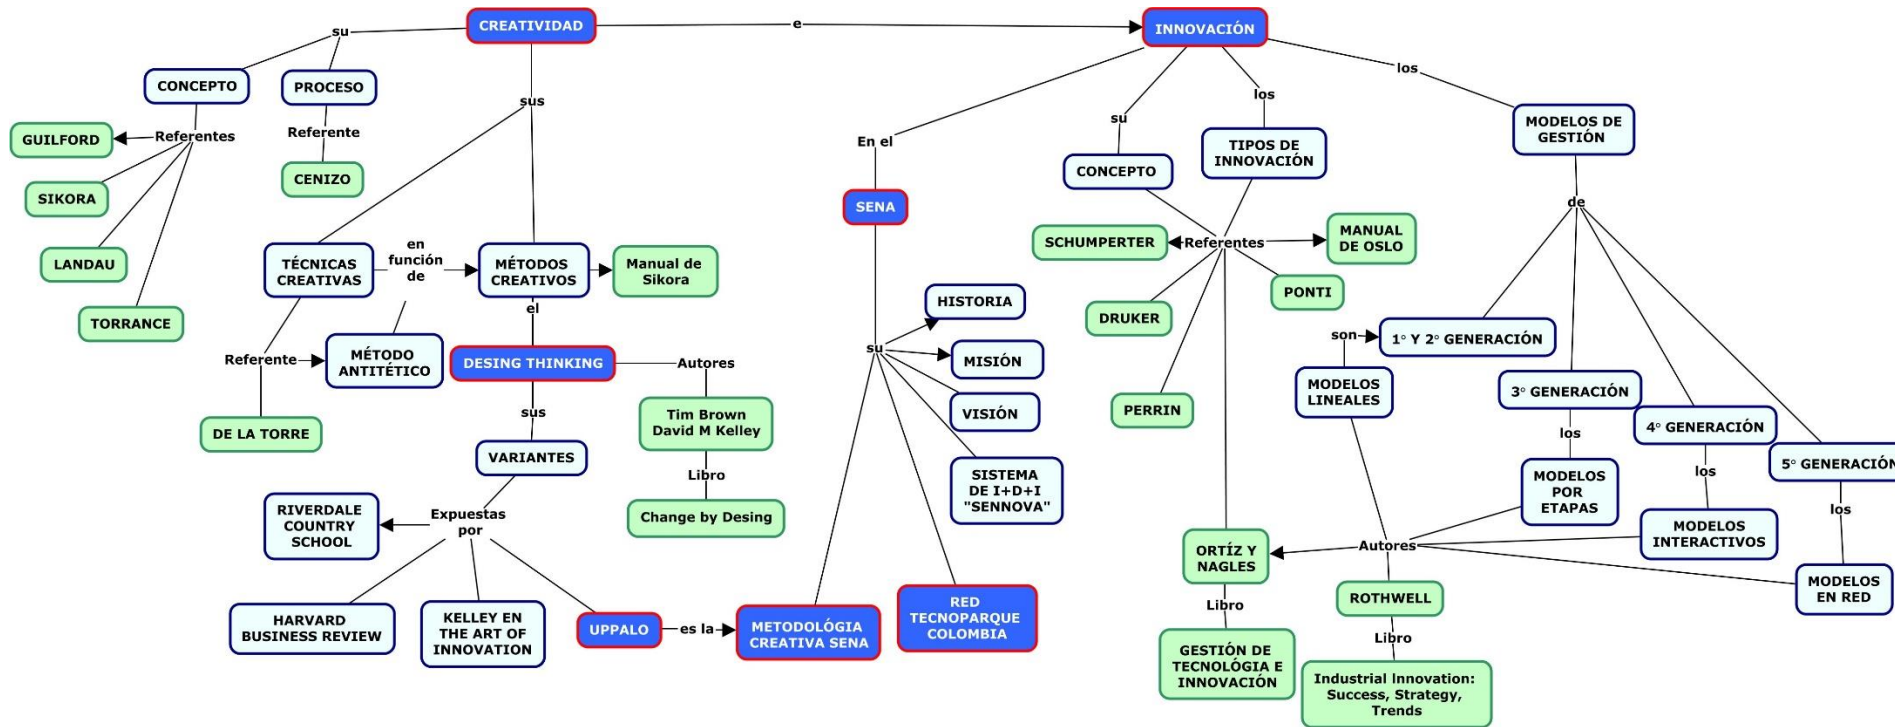 CREATIVIDAD
e
INNOVACIÓN
su
CONCEPTO
PROCESO
Referentes
Referente
GUILFORD
SIKORA
LANDAU
TORRANCE
CENIZO
sus
TÉCNICAS
CREATIVAS
en
función
de
MÉTODOS
CREATIVOS
Manual de
Sikora
Referente
MÉTODO
ANTITÉTICO
DE LA TORRE
el
DESING THINKING
Autores
Tim Brown
David M Kelley
Libro
Change by Desing
sus
VARIANTES
Expuestas
por
RIVERDALE
COUNTRY
SCHOOL
HARVARD
BUSINESS REVIEW
KELLEY EN
THE ART OF
INNOVATION
UPPALO
es la
METODOLÓGIA
CREATIVA SENA
En el
SENA
su
HISTORIA
MISIÓN
VISIÓN
SISTEMA
DE I+D+I
"SENNOVA"
RED
TECNOPARQUE
COLOMBIA
su
CONCEPTO
los
TIPOS DE
INNOVACIÓN
Referentes
SCHUMPERTER
MANUAL
DE OSLO
DRUKER
PONTI
PERRIN
ORTÍZ Y
NAGLES
Libro
GESTIÓN DE
TECNOLÓGIA E
INNOVACIÓN
los
MODELOS DE
GESTIÓN
de
son
1° Y 2° GENERACIÓN
MODELOS
LINEALES
3° GENERACIÓN
los
MODELOS
POR
ETAPAS
4° GENERACIÓN
los
MODELOS
INTERACTIVOS
5° GENERACIÓN
los
MODELOS
EN RED
Autores
ROTHWELL
Libro
Industrial Innovation:
Success, Strategy,
Trends